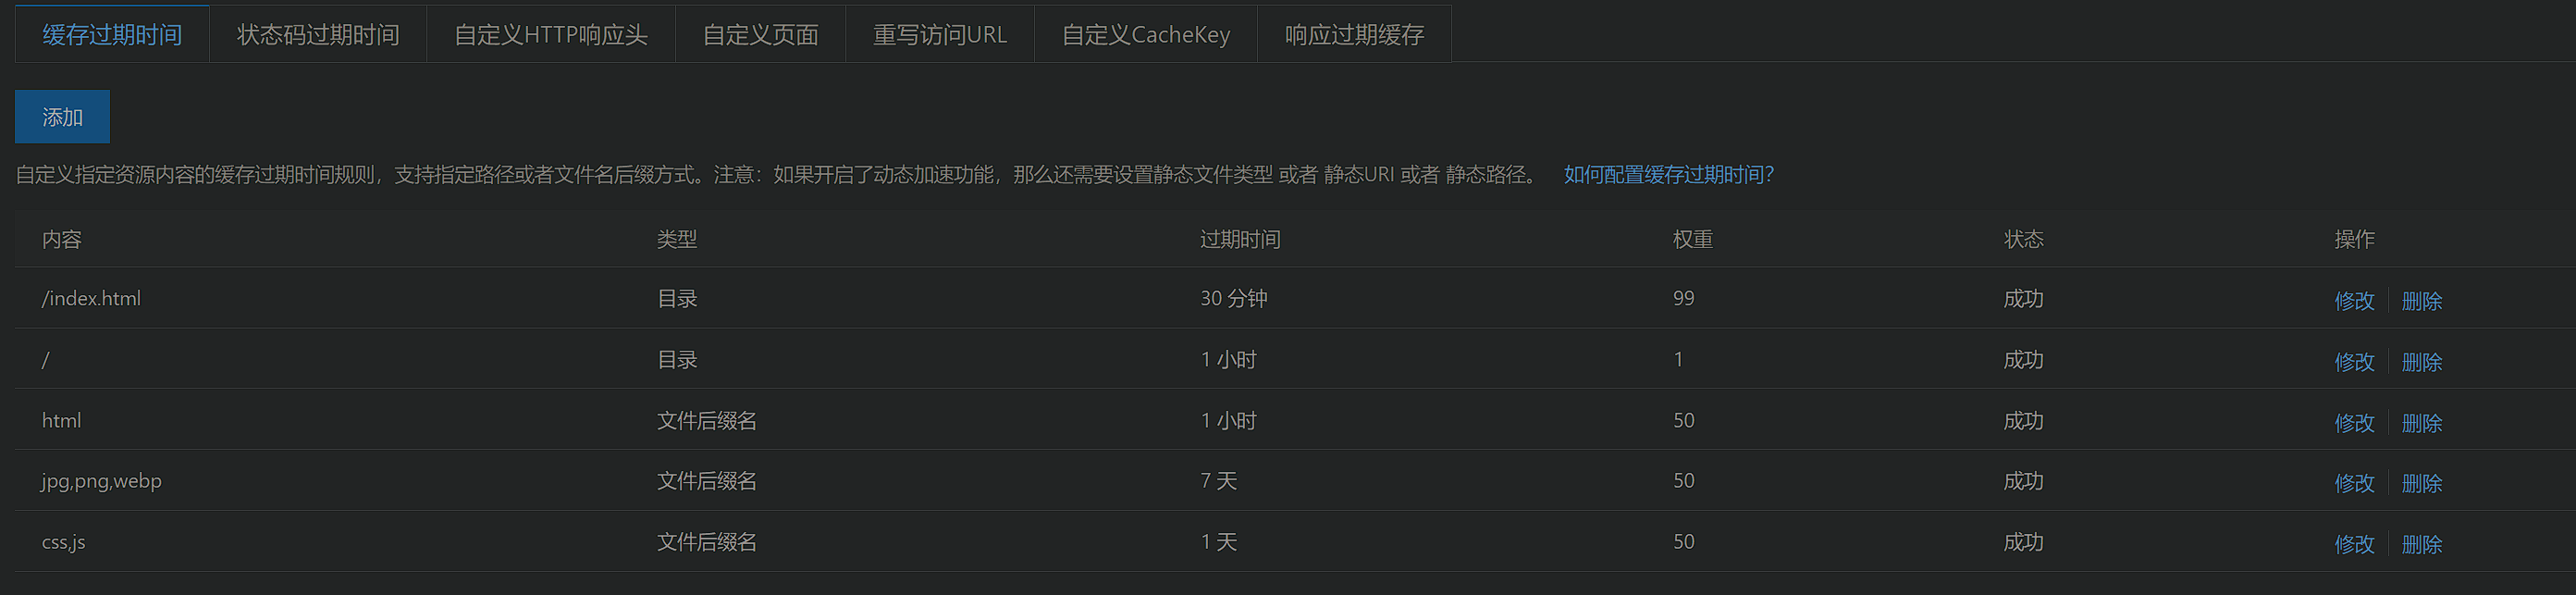 缓存过期时间 状态码过期时间 自定义HTTP响应头 自定义页面 重写访问URL 自定义CacheKey 响应过期缓存
添加
自定义指定资源内容的缓存过期时间规则，支持指定路径或者文件名后缀方式。注意：如果开启了动态加速功能，那么还需要设置静态文件类型 或者 静态URI 或者 静态路径。 如何配置缓存过期时间?
内容 类型 过期时间 权重 状态 操作
/index.html 目录 30 分钟 99 成功 修改 删除
/ 目录 1 小时 1 成功 修改 删除
html 文件后缀名 1 小时 50 成功 修改 删除
jpg,png,webp 文件后缀名 7 天 50 成功 修改 删除
css,js 文件后缀名 1 天 50 成功 修改 删除